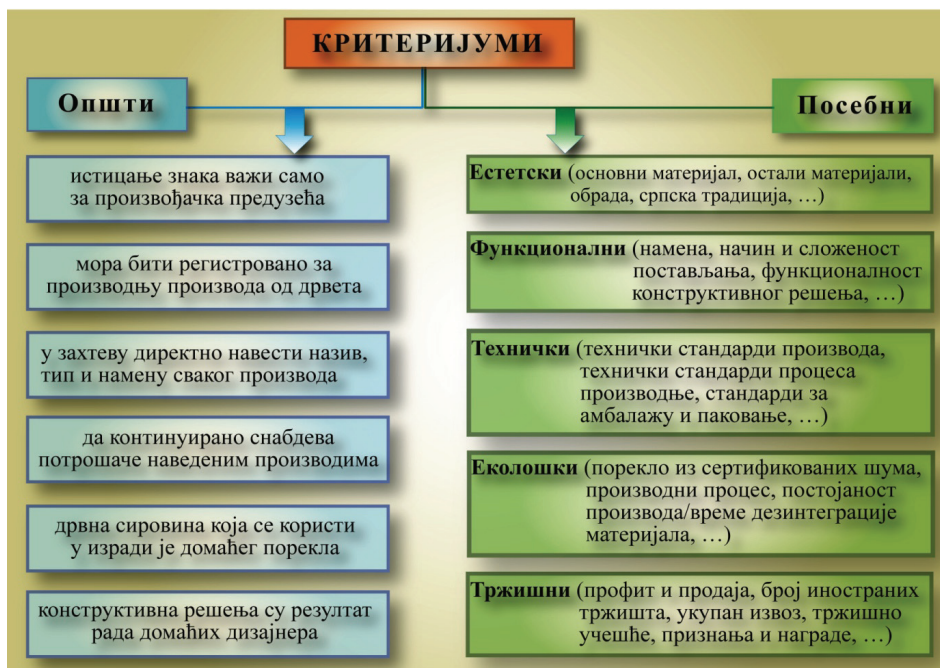 КРИТЕРИЈУМИ
Општи
истицање знака важи само
за произвођачка предузећа
мора бити регистровано за
производњу производа од дрвета
у захтеву директно навести назив,
тип и намену сваког производа
да континуирано снабдева
потрошаче наведеним производима
дрвна сировина која се користи
у изради је домаћег порекла
конструктивна решења су резултат
рада домаћих дизајнера
Посебни
Естетски (основни материјал, остали материјали,
обрада, српска традиција, ...)
Функционални (намена, начин и сложеност
постављања, функционалност
конструктивног решења, ...)
Технички (технички стандарди производа,
технички стандарди процеса
производње, стандарди за
амбалажу и паковање, ...)
Еколошки (порекло из сертификованих шума,
производни процес, постојаност
производа/време дезинтеграције
материјала, ...)
Тржишни (профит и продаја, број иностраних
тржишта, укупан извоз, тржишно
учешће, признања и награде, ...)